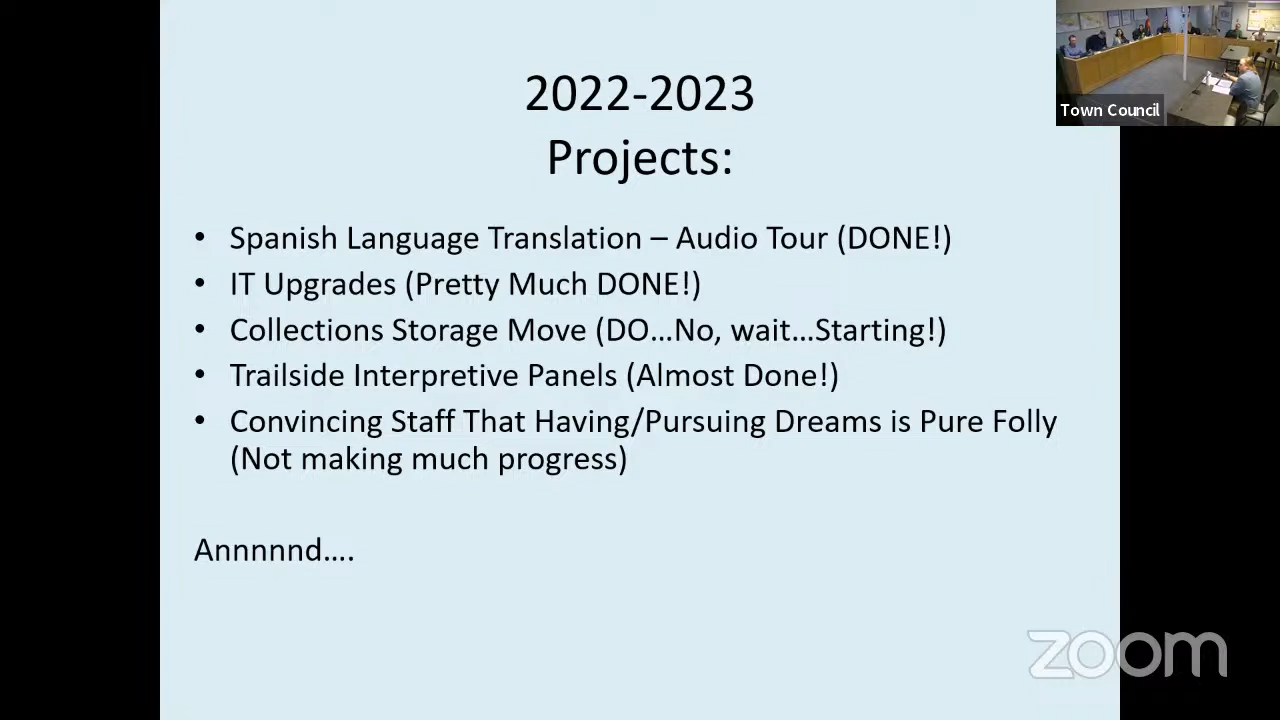 2022-2023
Projects:
• Spanish Language Translation – Audio Tour (DONE!)
• IT Upgrades (Pretty Much DONE!)
• Collections Storage Move (DO…No, wait…Starting!)
• Trailside Interpretive Panels (Almost Done!)
• Convincing Staff That Having/Pursuing Dreams is Pure Folly
(Not making much progress)
Annnnnd….
Town Council
zoom